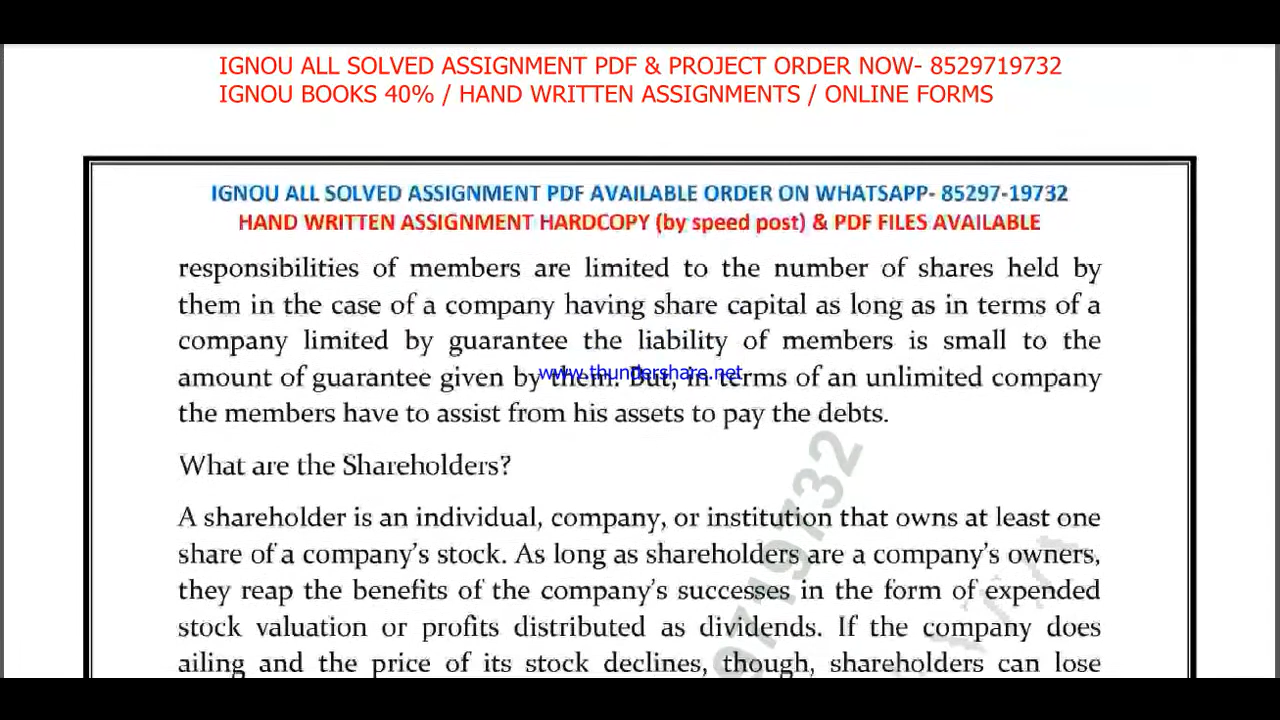 IGNOU ALL SOLVED ASSIGNMENT PDF & PROJECT ORDER NOW- 8529719732
IGNOU BOOKS 40% / HAND WRITTEN ASSIGNMENTS / ONLINE FORMS
IGNOU ALL SOLVED ASSIGNMENT PDF AVAILABLE ORDER ON WHATSAPP- 85297-19732
HAND WRITTEN ASSIGNMENT HARDCOPY (by speed post) & PDF FILES AVAILABLE
responsibilities of members are limited to the number of shares held by
them in the case of a company having share capital as long as in terms of a
company limited by guarantee the liability of members is small to the
amount of guarantee given by them. But, in terms of an unlimited company
www.thundershare.net
the members have to assist from his assets to pay the debts.
What are the Shareholders?
A shareholder is an individual, company, or institution that owns at least one
share of a company's stock. As long as shareholders are a company's owners,
they reap the benefits of the company's successes in the form of expended
stock valuation or profits distributed as dividends. If the company does
ailing and the price of its stock declines, though, shareholders can lose
9719732